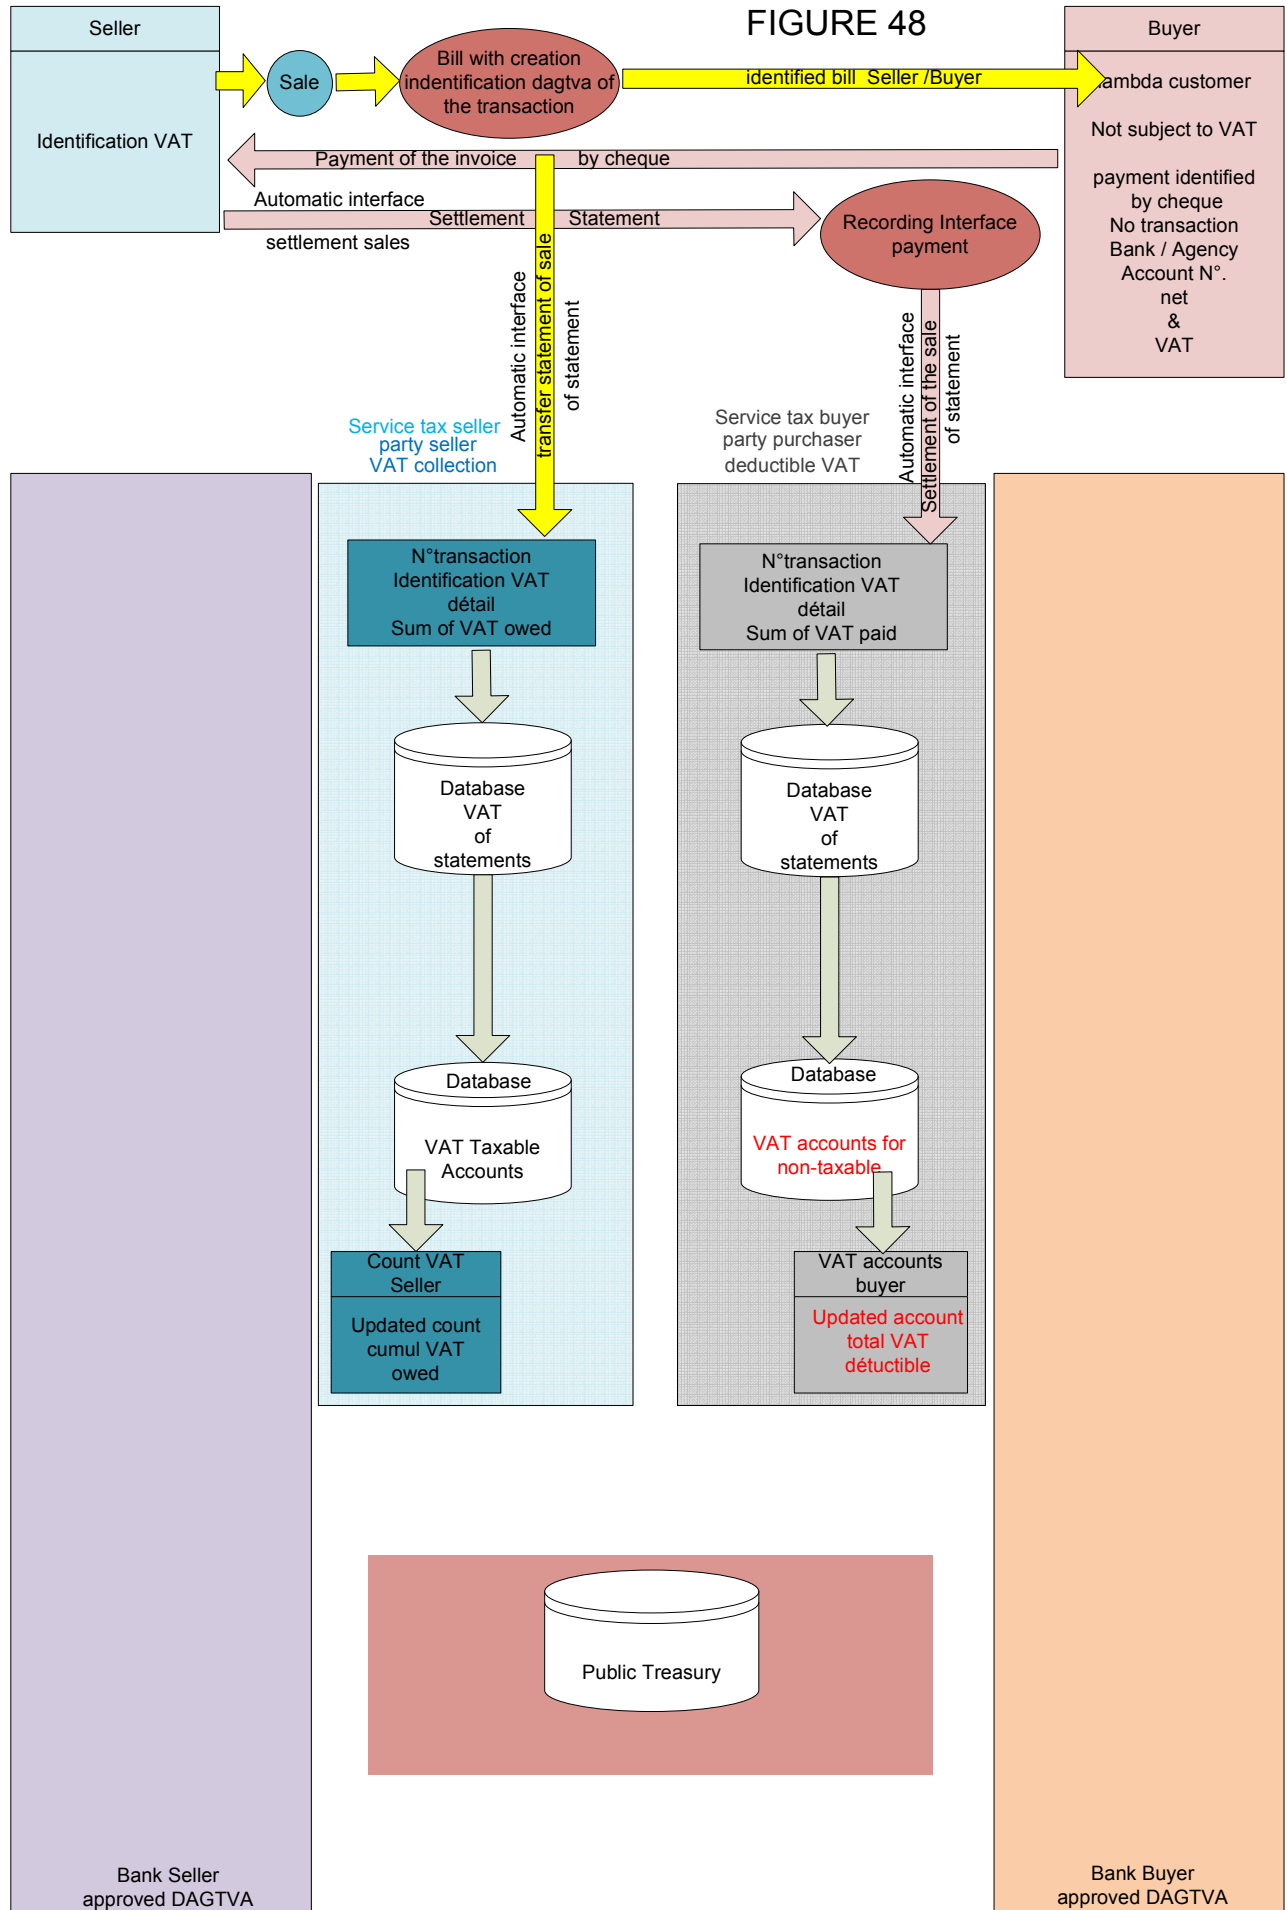 FIGURE 48
Seller
Identification VAT
Sale
Bill with creation
indentification dagtva of
the transaction
identified bill Seller /Buyer
Buyer
lambda customer
Not subject to VAT
payment identified
by cheque
No transaction
Bank / Agency
Account N°.
net
&
VAT
Payment of the invoice by cheque
Automatic interface
Settlement Statement
settlement sales
Recording Interface
payment
Automatic interface
transfer statement of sale
of statement
Automatic interface
Settlement of the sale
of statement
Service tax seller
party seller
VAT collection
Service tax buyer
party purchaser
deductible VAT
N°transaction
Identification VAT
détail
Sum of VAT owed
N°transaction
Identification VAT
détail
Sum of VAT paid
Database
VAT
of
statements
Database
VAT
of
statements
Database
VAT Taxable
Accounts
Database
VAT accounts for
non-taxable
Count VAT
Seller
Updated count
cumul VAT
owed
VAT accounts
buyer
Updated account
total VAT
détuctible
Public Treasury
Bank Seller
approved DAGTVA
Bank Buyer
approved DAGTVA